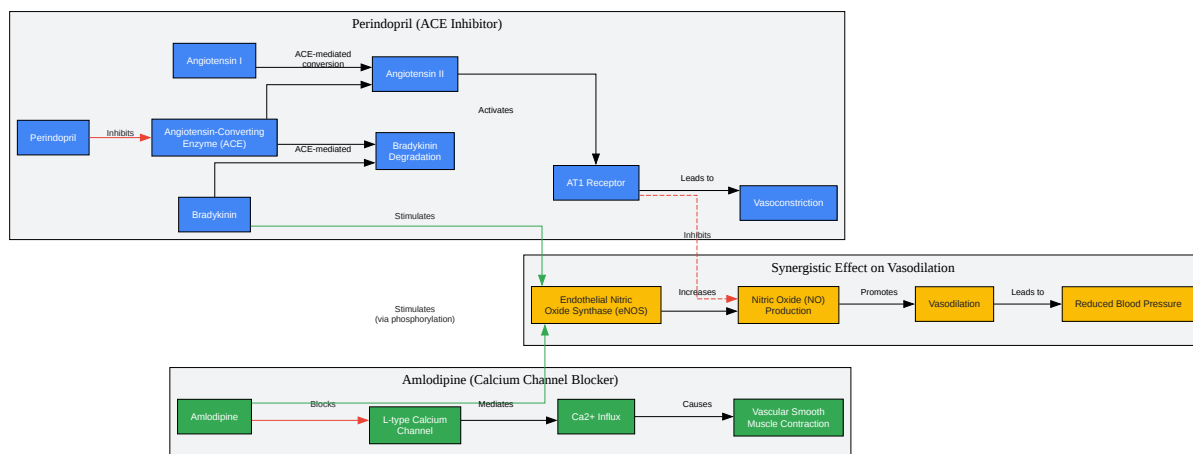 Perindopril (ACE Inhibitor)
Angiotensin I
ACE-mediated
conversion
Angiotensin II
Activates
Perindopril
Inhibits
Angiotensin-Converting
Enzyme (ACE)
ACE-mediated
Bradykinin
Degradation
AT1 Receptor
Leads to
Vasoconstriction
Bradykinin
Stimulates
Inhibits
Synergistic Effect on Vasodilation
Endothelial Nitric
Oxide Synthase (eNOS)
Increases
Nitric Oxide (NO)
Production
Promotes
Vasodilation
Leads to
Reduced Blood Pressure
Stimulates
(via phosphorylation)
Amlodipine (Calcium Channel Blocker)
Amlodipine
Blocks
L-type Calcium
Channel
Mediates
Ca2+ Influx
Causes
Vascular Smooth
Muscle Contraction